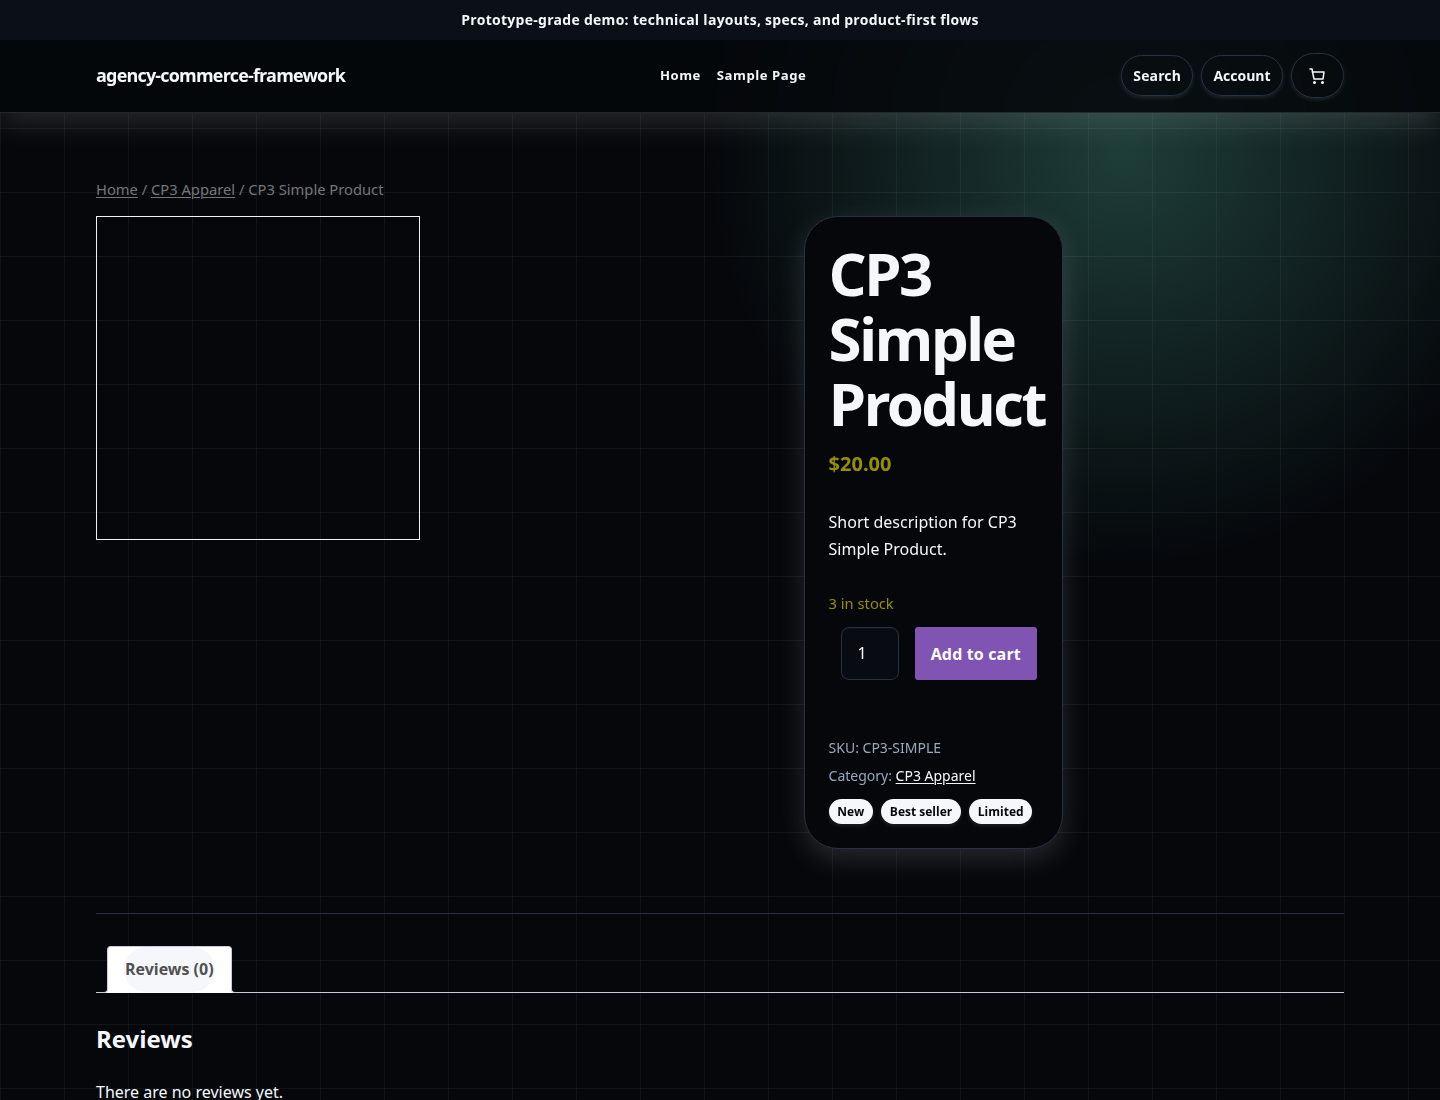 Prototype-grade demo: technical layouts, specs, and product-first flows
agency-commerce-framework
Home
Sample Page
Search
Account
Home / CP3 Apparel / CP3 Simple Product
CP3
Simple
Product
$20.00
Short description for CP3
Simple Product.
3 in stock
1
Add to cart
SKU: CP3-SIMPLE
Category: CP3 Apparel
New
Best seller
Limited
Reviews (0)
Reviews
There are no reviews yet.